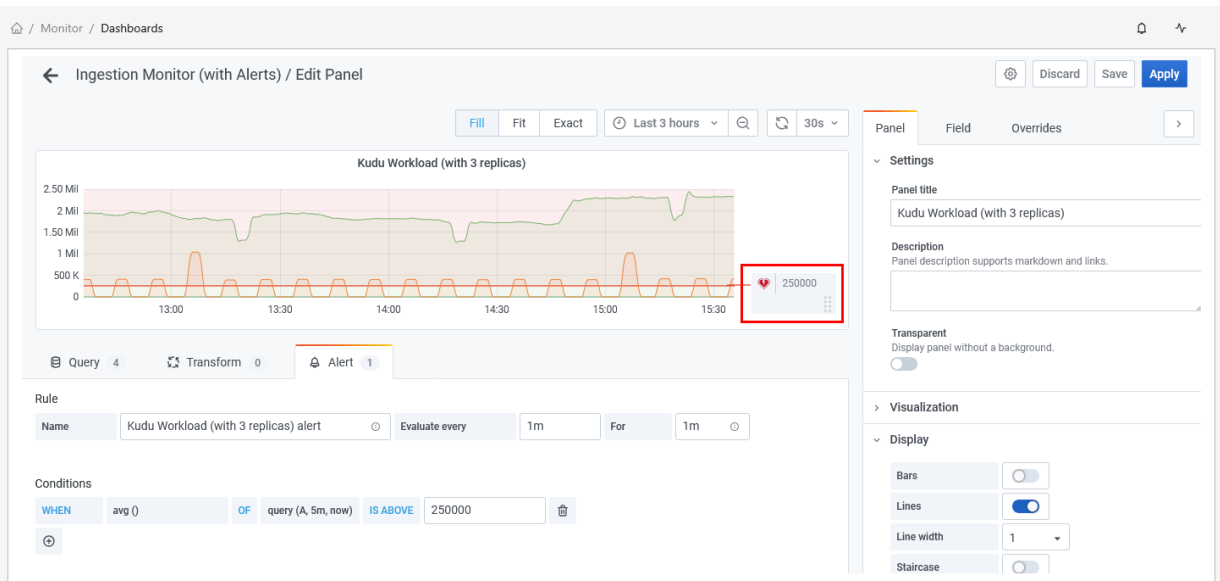 / Monitor / Dashboards
Ingestion Monitor (with Alerts) / Edit Panel
Discard Save Apply
Fill Fit Exact Last 3 hours 30s
Panel Field Overrides
Kudu Workload (with 3 replicas)
2.50 Mil
2 Mil
1.50 Mil
1 Mil
500 K
0
13:00 13:30 14:00 14:30 15:00 15:30
250000
Settings
Panel title
Kudu Workload (with 3 replicas)
Description
Panel description supports markdown and links.
Transparent
Display panel without a background.
Query 4 Transform 0 Alert 1
Rule
Name Kudu Workload (with 3 replicas) alert Evaluate every 1m For 1m
Conditions
WHEN avg () OF query (A, 5m, now) IS ABOVE 250000
Visualization
Display
Bars
Lines
Line width 1
Staircase